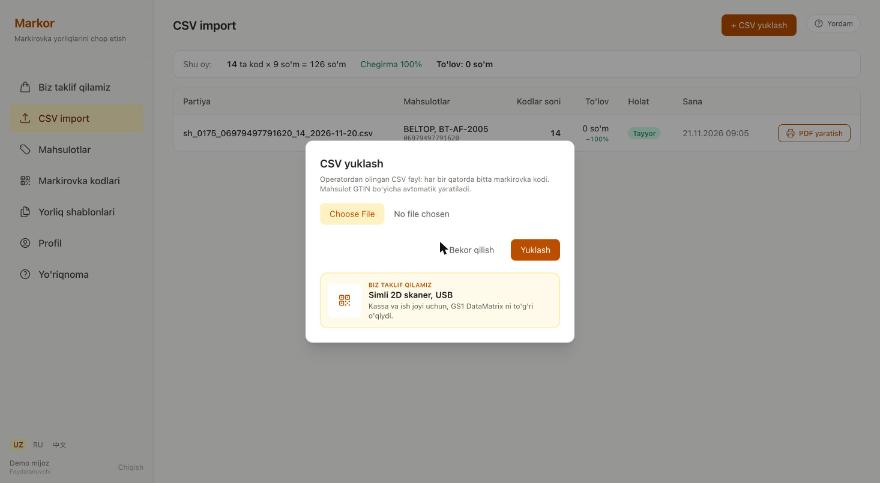 Markor
Markirovka yorliqlarini chop etish
Biz taklif qilamiz
CSV import
Mahsulotlar
Markirovka kodlari
Yorliq shablonlari
Profil
Yo'riqnoma
UZ RU 中文
Demo mijoz
Foydalanuvchi
Chiqish
CSV import
+ CSV yuklash
Yordam
Shu oy: 14 ta kod × 9 so'm = 126 so'm Chegirma 100% To'lov: 0 so'm
Partiya Mahsulotlar Kodlar soni To'lov Holat Sana
sh_0175_06979497791620_14_2026-11-20.csv BELTOP, BT-AF-2005 14 0 so'm Tayyor 21.11.2026 09:05 PDF yaratish
06979497791620 −100%
CSV yuklash
Operatordan olingan CSV fayl: har bir qatorda bitta markirovka kodi.
Mahsulot GTIN bo'yicha avtomatik yaratiladi.
Choose File No file chosen
Bekor qilish Yuklash
BIZ TAKLIF QILAMIZ
Simli 2D skaner, USB
Kassa va ish joyi uchun, GS1 DataMatrix ni to'g'ri
o'qiydi.